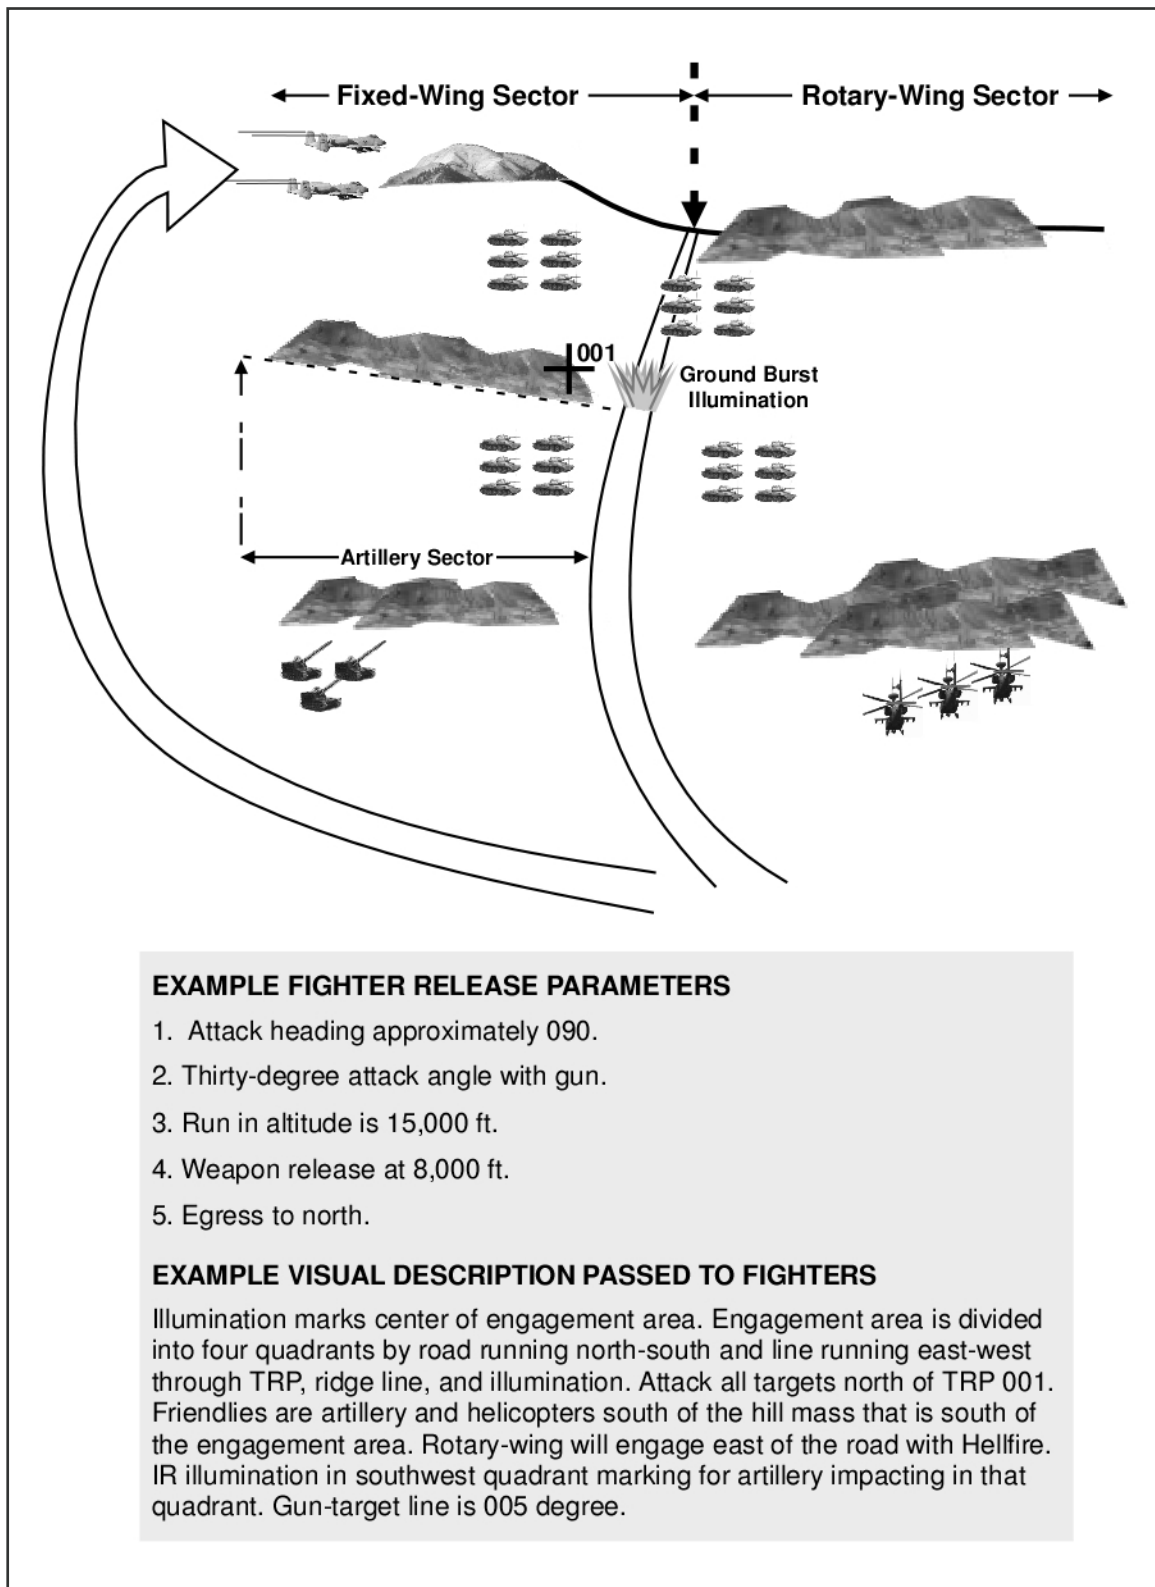 Fixed-Wing Sector
Rotary-Wing Sector
001
Ground Burst
Illumination
Artillery Sector
EXAMPLE FIGHTER RELEASE PARAMETERS
1. Attack heading approximately 090.
2. Thirty-degree attack angle with gun.
3. Run in altitude is 15,000 ft.
4. Weapon release at 8,000 ft.
5. Egress to north.
EXAMPLE VISUAL DESCRIPTION PASSED TO FIGHTERS
Illumination marks center of engagement area. Engagement area is divided
into four quadrants by road running north-south and line running east-west
through TRP, ridge line, and illumination. Attack all targets north of TRP 001.
Friendlies are artillery and helicopters south of the hill mass that is south of
the engagement area. Rotary-wing will engage east of the road with Hellfire.
IR illumination in southwest quadrant marking for artillery impacting in that
quadrant. Gun-target line is 005 degree.